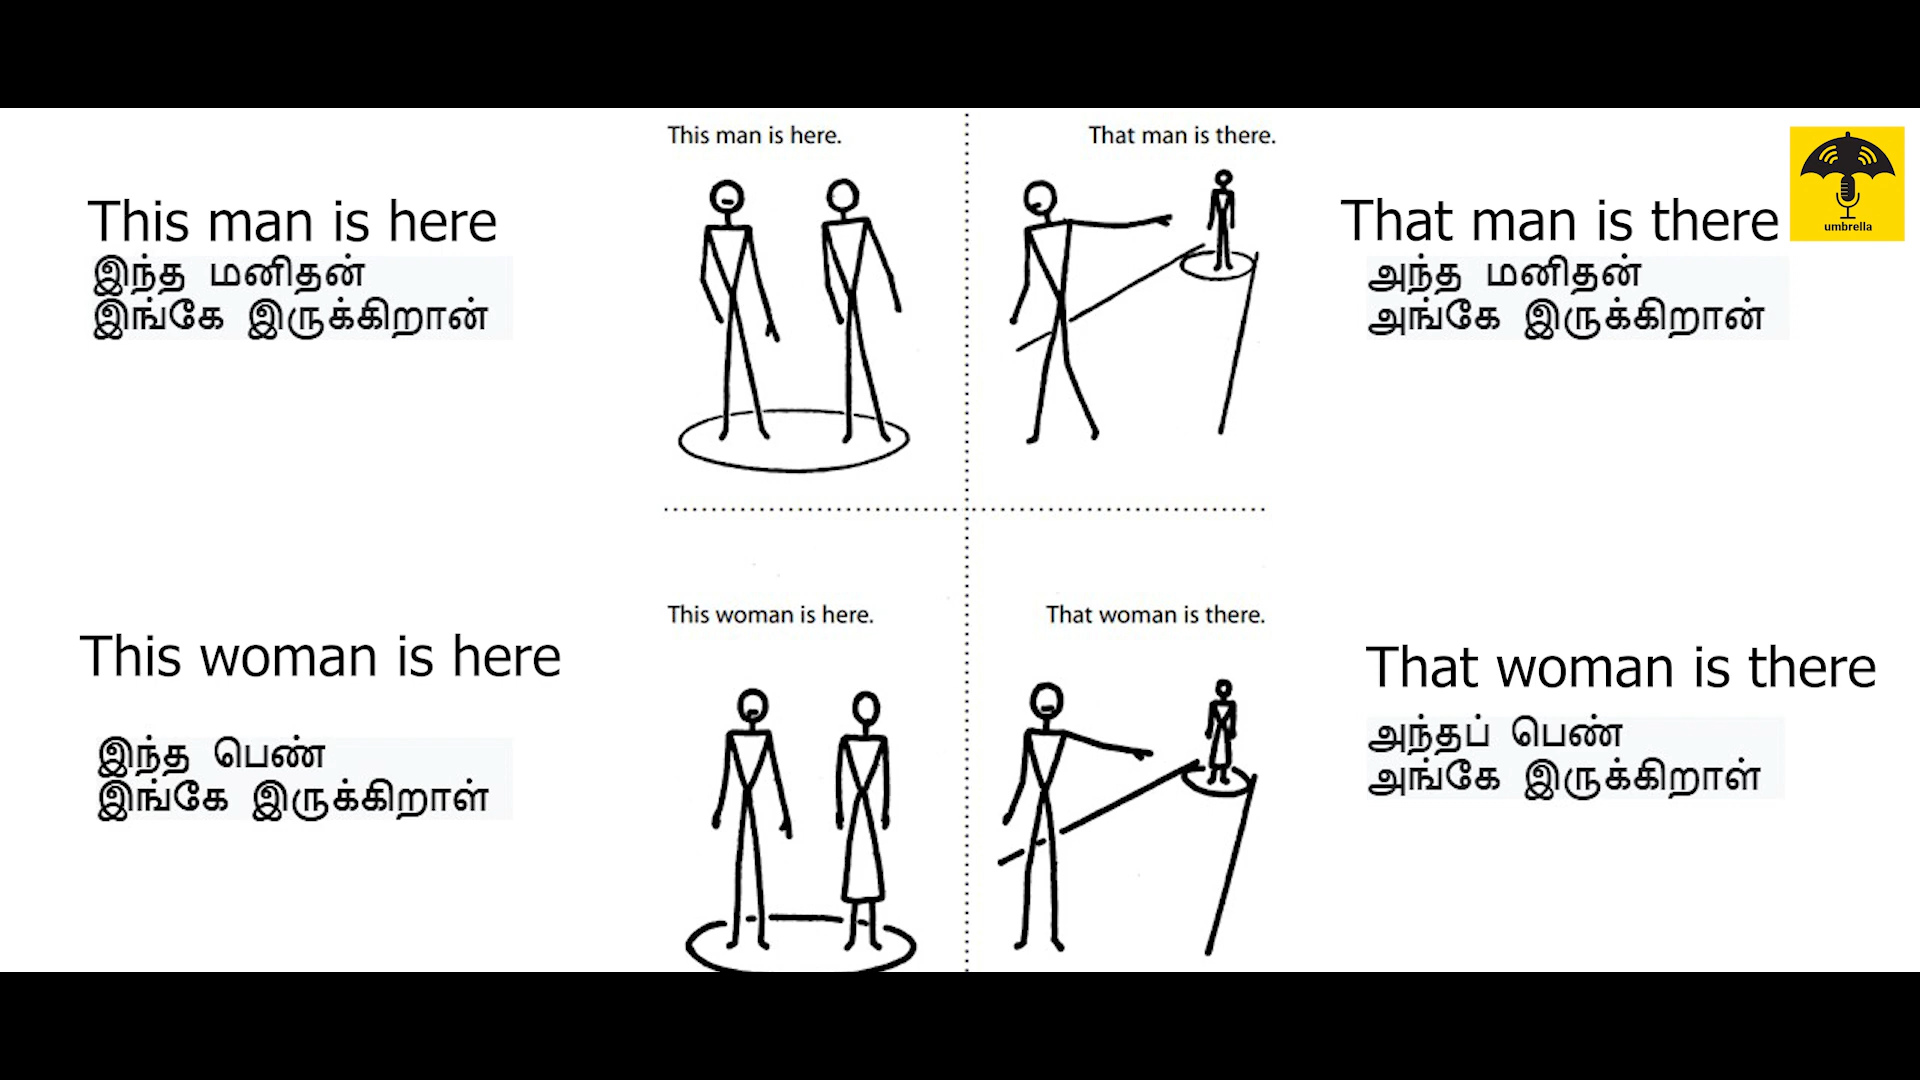 This man is here.
That man is there.
This man is here
இந்த மனிதன்
இங்கே இருக்கிறான்
That man is there
அந்த மனிதன்
அங்கே இருக்கிறான்
umbrella
This woman is here.
That woman is there.
This woman is here
இந்த பெண்
இங்கே இருக்கிறாள்
That woman is there
அந்தப் பெண்
அங்கே இருக்கிறாள்